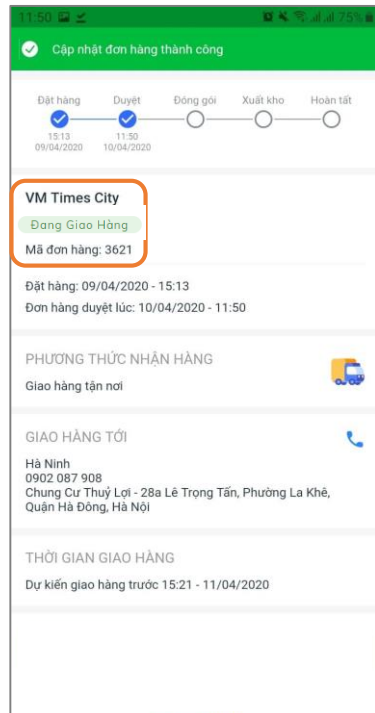 11:50 75%
Cập nhật đơn hàng thành công
Đặt hàng Duyệt Đóng gói Xuất kho Hoàn tất
15:13 11:50
09/04/2020 10/04/2020
VM Times City
Đang Giao Hàng
Mã đơn hàng: 3621
Đặt hàng: 09/04/2020 - 15:13
Đơn hàng duyệt lúc: 10/04/2020 - 11:50
PHƯƠNG THỨC NHẬN HÀNG
Giao hàng tận nơi
GIAO HÀNG TỚI
Hà Ninh
0902 087 908
Chung Cư Thuỷ Lợi - 28a Lê Trọng Tấn, Phường La Khê,
Quận Hà Đông, Hà Nội
THỜI GIAN GIAO HÀNG
Dự kiến giao hàng trước 15:21 - 11/04/2020